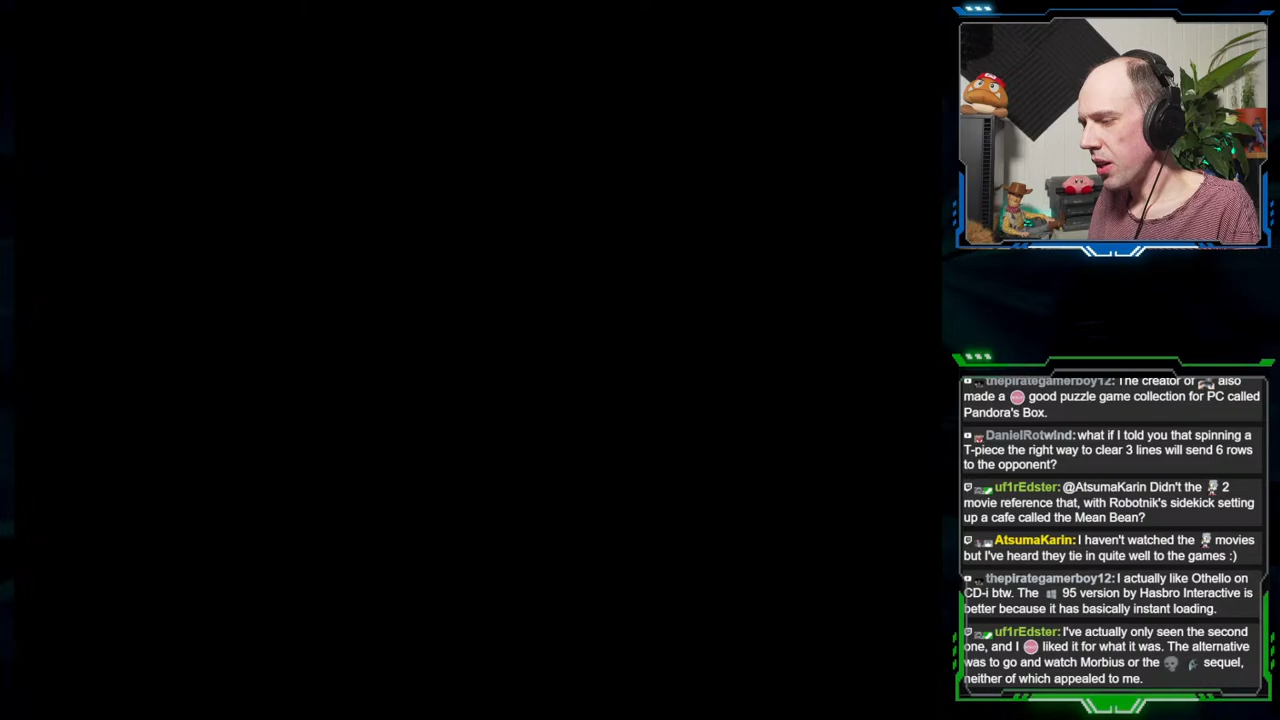 thepirategamerboy12: The creator of also
made a good puzzle game collection for PC called
Pandora's Box.
DanielRotwind: what if I told you that spinning a
T-piece the right way to clear 3 lines will send 6 rows
to the opponent?
uf1rEdster: @AtsumaKarin Didn't the 2
movie reference that, with Robotnik's sidekick setting
up a cafe called the Mean Bean?
AtsumaKarin: I haven't watched the movies
but I've heard they tie in quite well to the games :)
thepirategamerboy12: I actually like Othello on
CD-i btw. The 95 version by Hasbro Interactive is
better because it has basically instant loading.
uf1rEdster: I've actually only seen the second
one, and I liked it for what it was. The alternative
was to go and watch Morbius or the sequel,
neither of which appealed to me.